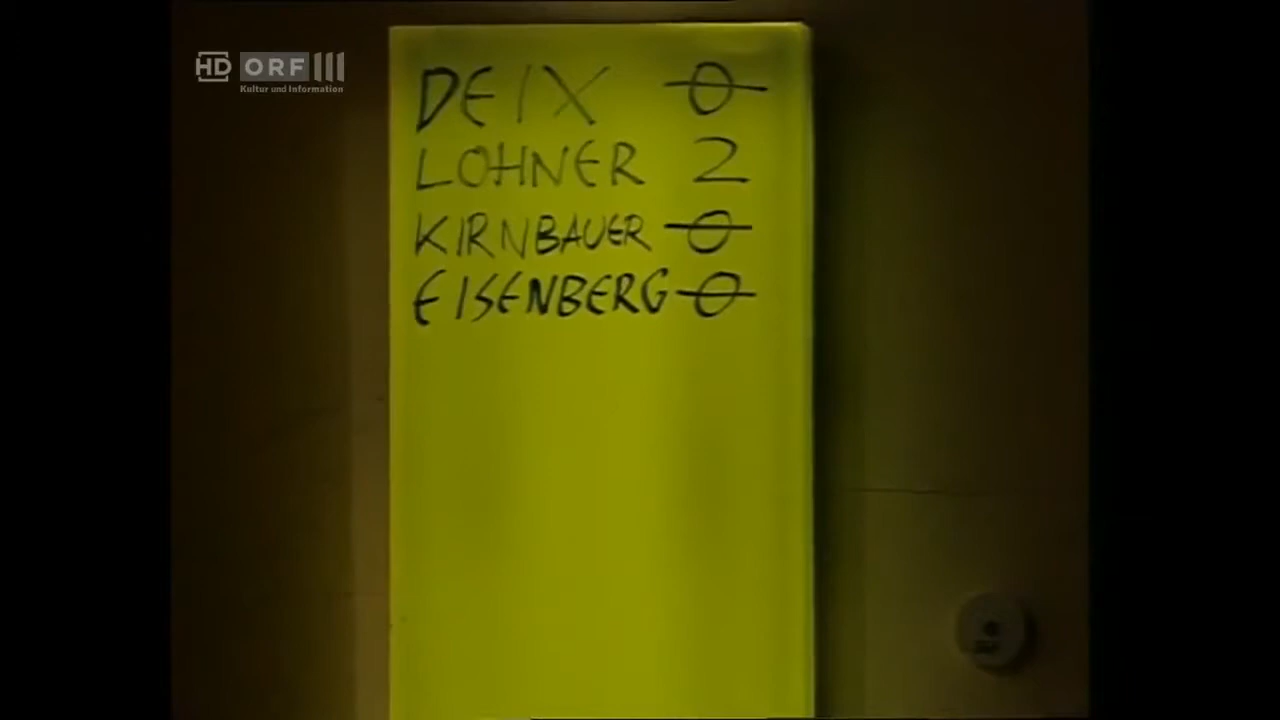 HD ORF III
Kultur und Information
DEIX 0
LOHNER 2
KIRNBAUER 0
EISENBERG 0